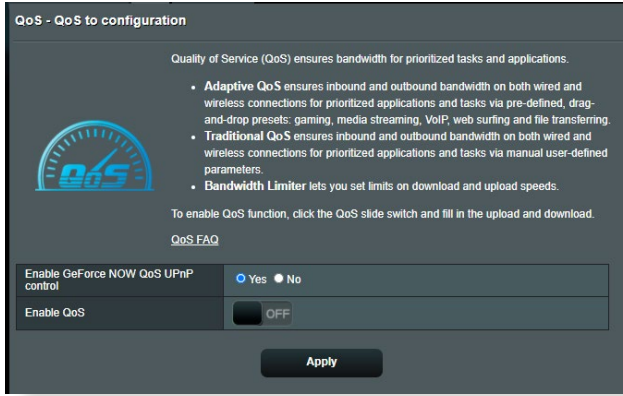 QoS - QoS to configuration
Quality of Service (QoS) ensures bandwidth for prioritized tasks and applications.
• Adaptive QoS ensures inbound and outbound bandwidth on both wired and
wireless connections for prioritized applications and tasks via pre-defined, drag-
and-drop presets: gaming, media streaming, VoIP, web surfing and file transferring.
• Traditional QoS ensures inbound and outbound bandwidth on both wired and
wireless connections for prioritized applications and tasks via manual user-defined
parameters.
• Bandwidth Limiter lets you set limits on download and upload speeds.
QoS
To enable QoS function, click the QoS slide switch and fill in the upload and download.
QoS FAQ
Enable GeForce NOW QoS UPnP
control
Yes No
Enable QoS
OFF
Apply